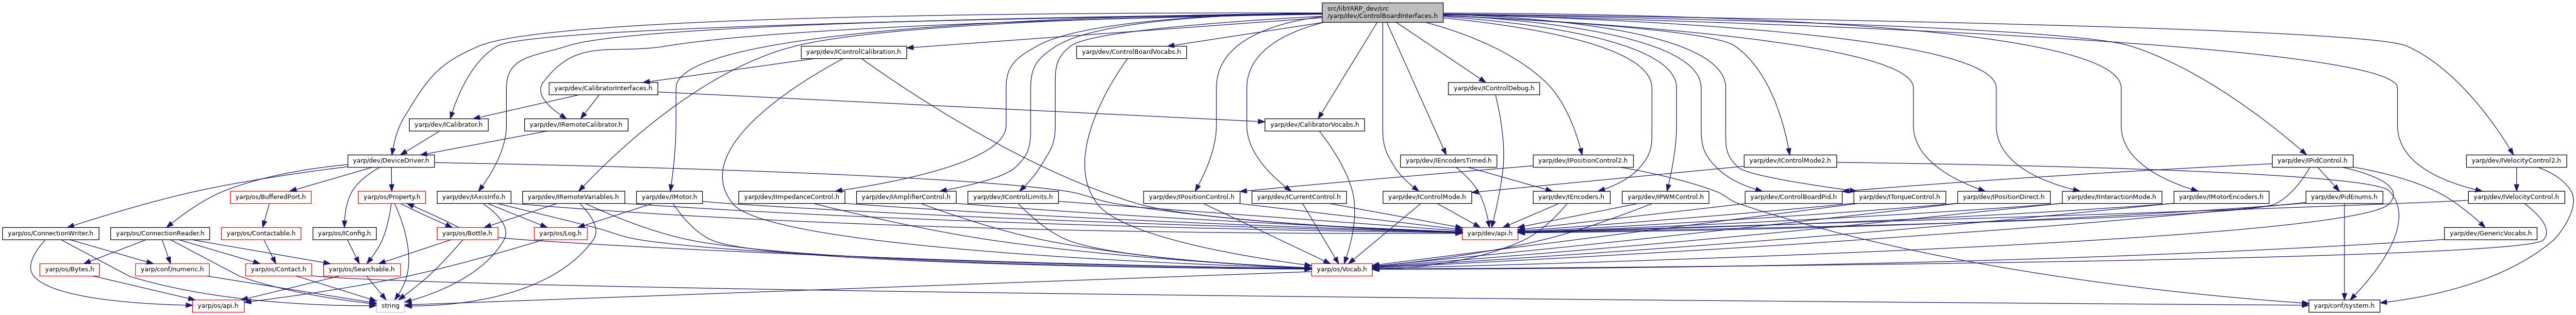 src/libYARP_dev/src
/yarp/dev/ControlBoardInterfaces.h
yarp/dev/IControlCalibration.h
yarp/dev/ControlBoardVocabs.h
yarp/dev/CalibratorInterfaces.h
yarp/dev/IControlDebug.h
yarp/dev/ICalibrator.h
yarp/dev/IRemoteCalibrator.h
yarp/dev/CalibratorVocabs.h
yarp/dev/DeviceDriver.h
yarp/dev/IEncodersTimed.h
yarp/dev/IPositionControl2.h
yarp/dev/IControlMode2.h
yarp/dev/IPidControl.h
yarp/dev/IVelocityControl2.h
yarp/os/BufferedPort.h
yarp/os/Property.h
yarp/dev/IAxisInfo.h
yarp/dev/IRemoteVariables.h
yarp/dev/IMotor.h
yarp/dev/IImpedanceControl.h
yarp/dev/IAmplifierControl.h
yarp/dev/IControlLimits.h
yarp/dev/IPositionControl.h
yarp/dev/ICurrentControl.h
yarp/dev/IControlMode.h
yarp/dev/IEncoders.h
yarp/dev/IPWMControl.h
yarp/dev/ControlBoardPid.h
yarp/dev/ITorqueControl.h
yarp/dev/IPositionDirect.h
yarp/dev/IInteractionMode.h
yarp/dev/IMotorEncoders.h
yarp/dev/PidEnums.h
yarp/dev/IVelocityControl.h
yarp/os/ConnectionWriter.h
yarp/os/ConnectionReader.h
yarp/os/Contactable.h
yarp/os/IConfig.h
yarp/os/Bottle.h
yarp/os/Log.h
yarp/dev/api.h
yarp/dev/GenericVocabs.h
yarp/os/Bytes.h
yarp/conf/numeric.h
yarp/os/Contact.h
yarp/os/Searchable.h
yarp/os/Vocab.h
yarp/os/api.h
string
yarp/conf/system.h